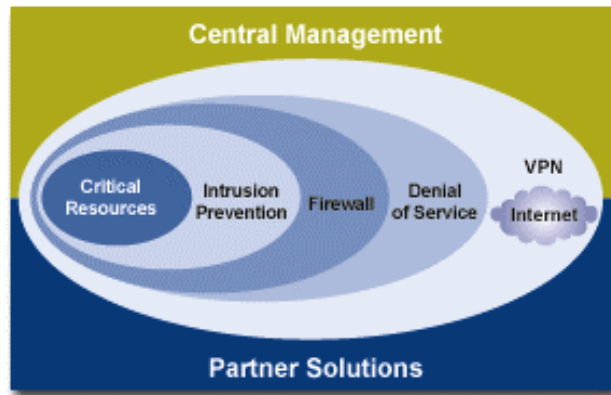 Central Management
Critical
Resources
Intrusion
Prevention
Firewall
Denial
of Service
VPN
Internet
Partner Solutions